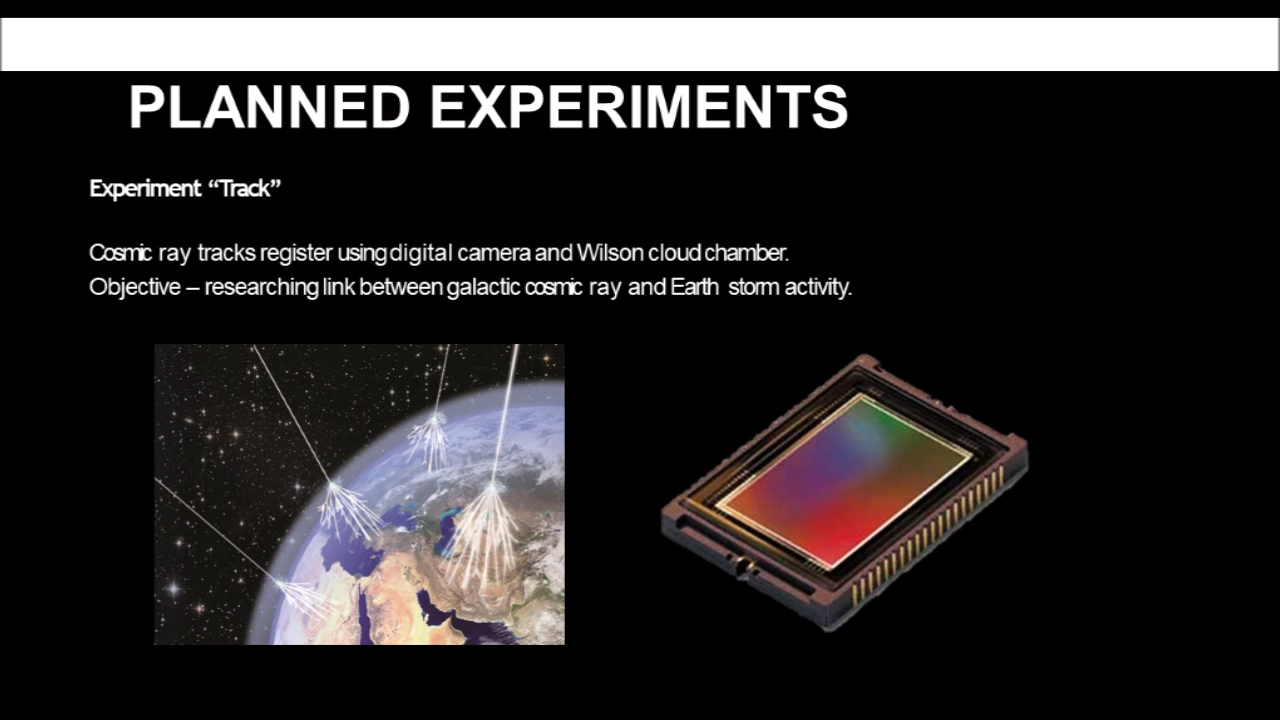 PLANNED EXPERIMENTS
Experiment “Track”
Cosmic ray tracks register using digital camera and Wilson cloud chamber.
Objective – researching link between galactic cosmic ray and Earth storm activity.